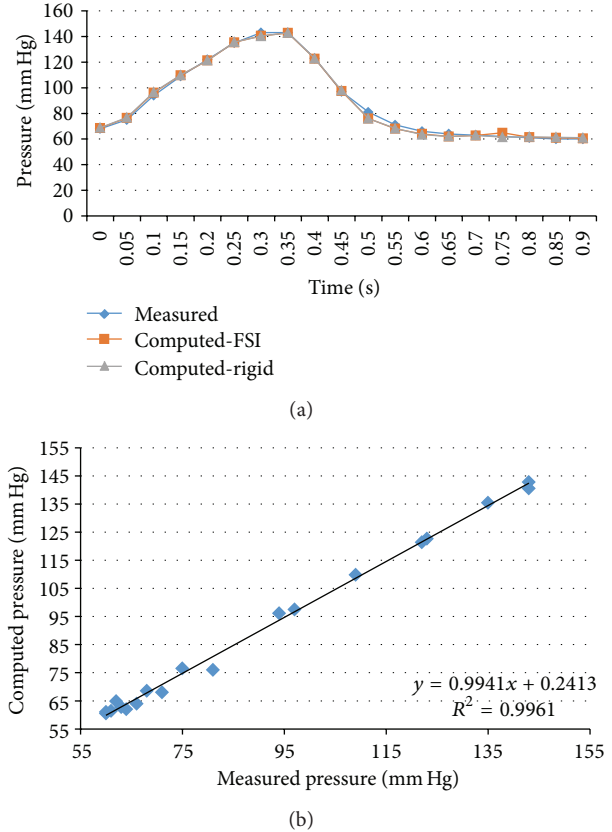 160
140
120
100
80
60
40
20
0
Pressure (mm Hg)
0 0.05 0.1 0.15 0.2 0.25 0.3 0.35 0.4 0.45 0.5 0.55 0.6 0.65 0.7 0.75 0.8 0.85 0.9
Time (s)
Measured
Computed-FSI
Computed-rigid
(a)
155
145
135
125
115
105
95
85
75
65
55
Computed pressure (mm Hg)
y = 0.9941x + 0.2413
R² = 0.9961
55 75 95 115 135 155
Measured pressure (mm Hg)
(b)